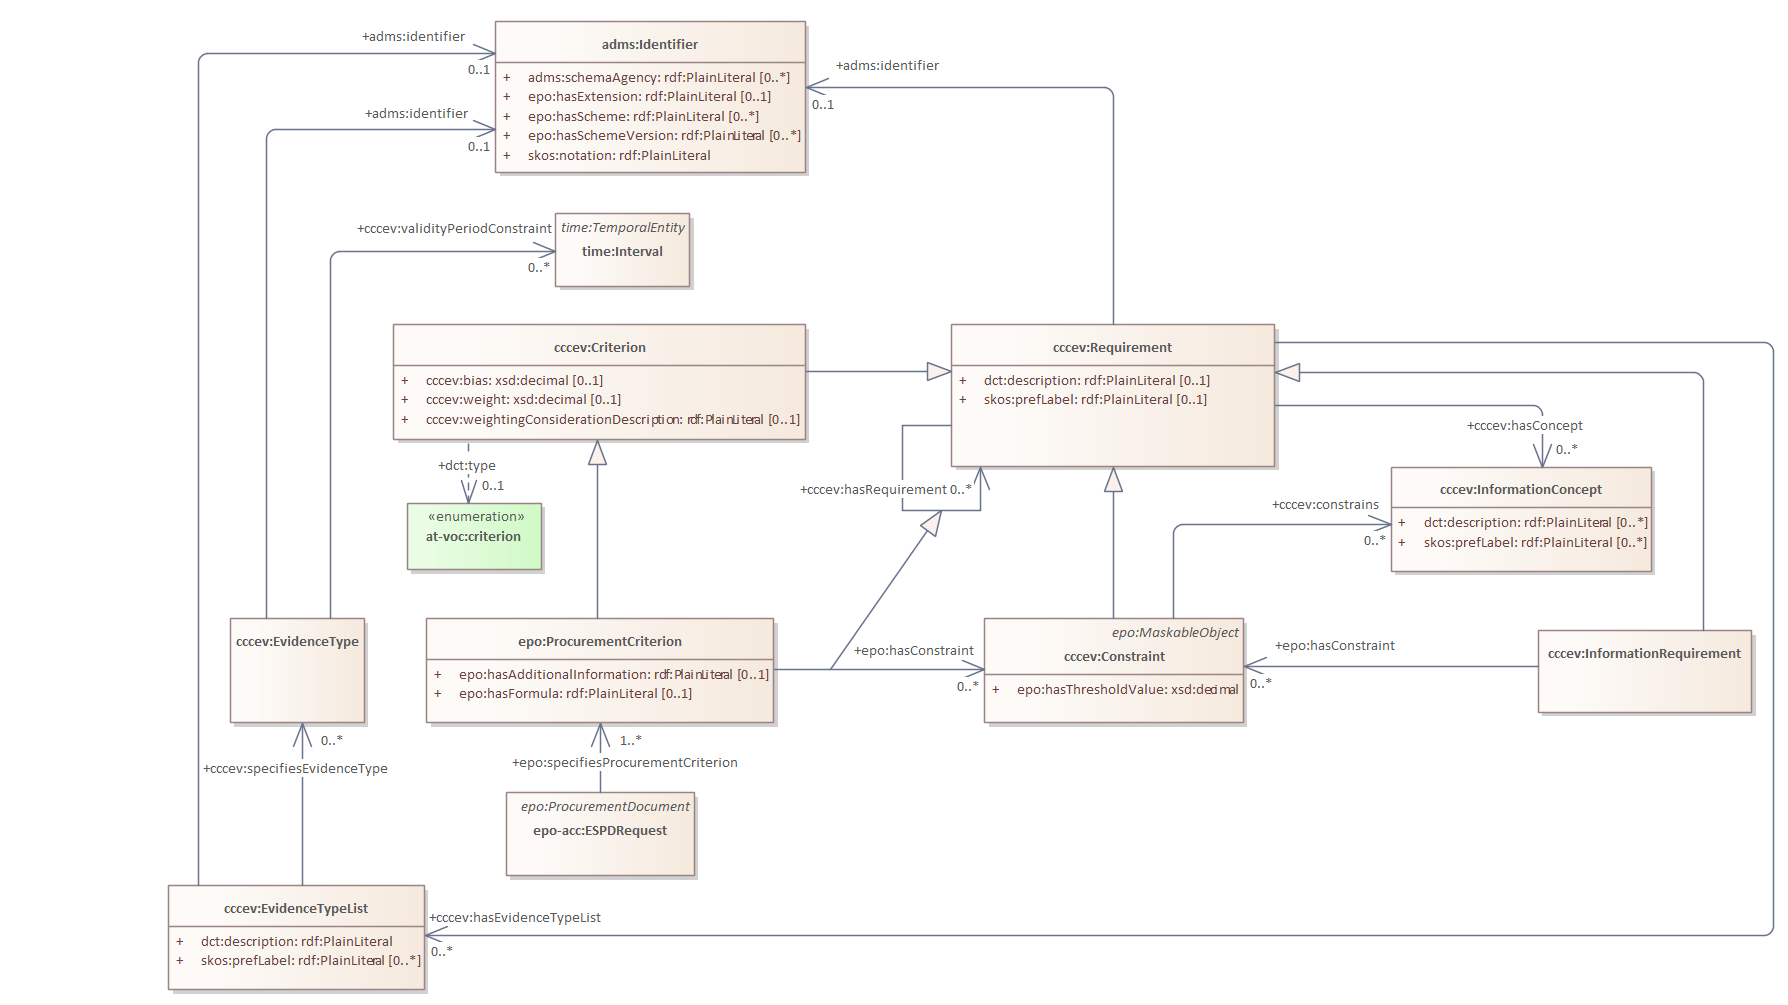 +adms:identifier
0..1
adms:Identifier
+ adms:schemaAgency: rdf:PlainLiteral [0..*]
+ epo:hasExtension: rdf:PlainLiteral [0..1]
+ epo:hasScheme: rdf:PlainLiteral [0..*]
+ epo:hasSchemeVersion: rdf:PlainLiteral [0..*]
+ skos:notation: rdf:PlainLiteral
+adms:identifier
0..1
+adms:identifier
0..1
+cccev:validityPeriodConstraint
0..*
time:TemporalEntity
time:Interval
cccev:Criterion
+ cccev:bias: xsd:decimal [0..1]
+ cccev:weight: xsd:decimal [0..1]
+ cccev:weightingConsiderationDescription: rdf:PlainLiteral [0..1]
cccev:Requirement
+ dct:description: rdf:PlainLiteral [0..1]
+ skos:prefLabel: rdf:PlainLiteral [0..1]
+cccev:hasConcept
0..*
+dct:type
0..1
«enumeration»
at-voc:criterion
+cccev:hasRequirement 0..*
cccev:InformationConcept
+ dct:description: rdf:PlainLiteral [0..*]
+ skos:prefLabel: rdf:PlainLiteral [0..*]
+cccev:constrains
0..*
cccev:EvidenceType
epo:ProcurementCriterion
+ epo:hasAdditionalInformation: rdf:PlainLiteral [0..1]
+ epo:hasFormula: rdf:PlainLiteral [0..1]
+epo:hasConstraint
0..*
epo:MaskableObject
cccev:Constraint
+ epo:hasThresholdValue: xsd:decimal
+epo:hasConstraint
0..*
cccev:InformationRequirement
0..*
+cccev:specifiesEvidenceType
1..*
+epo:specifiesProcurementCriterion
epo:ProcurementDocument
epo-acc:ESPDRequest
cccev:EvidenceTypeList
+ dct:description: rdf:PlainLiteral
+ skos:prefLabel: rdf:PlainLiteral [0..*]
+cccev:hasEvidenceTypeList
0..*